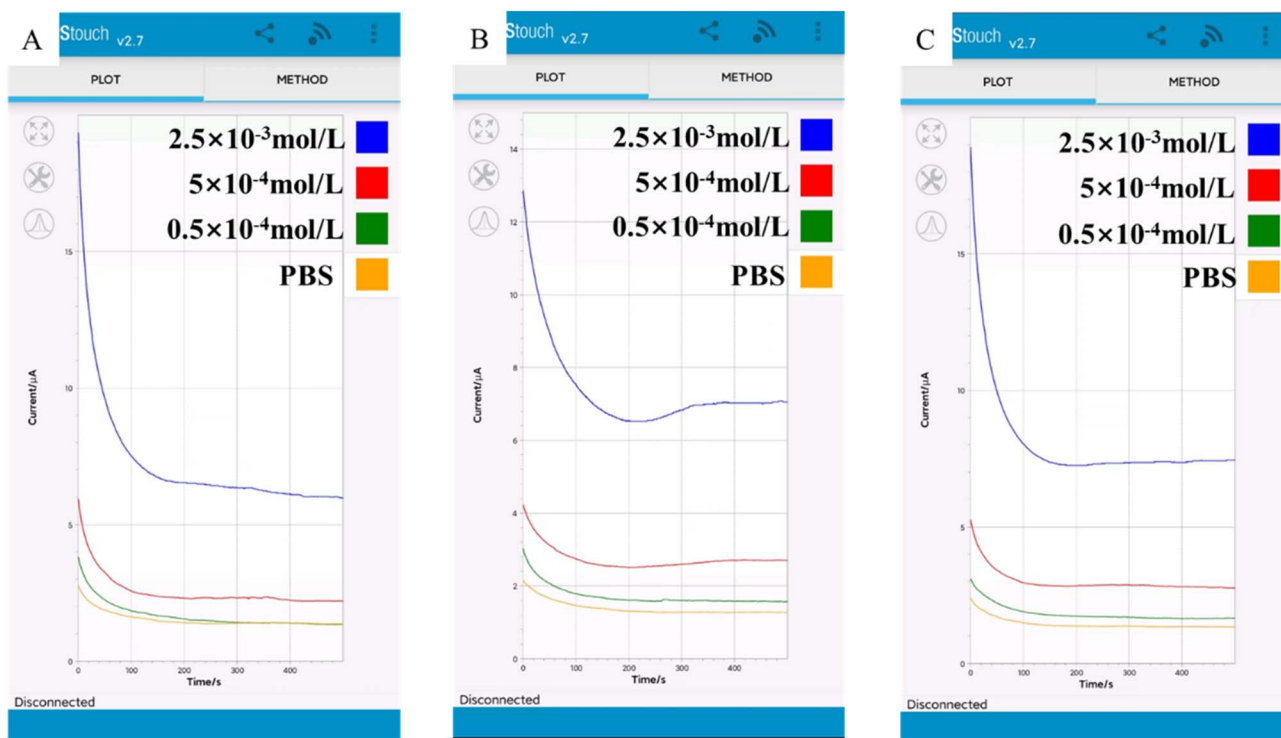 A
Stouch v2.7
PLOT METHOD
2.5×10⁻³mol/L
5×10⁻⁴mol/L
0.5×10⁻⁴mol/L
PBS
15
10
5
0
Current/µA
0 100 200 300 400
Time/s
Disconnected
B
Stouch v2.7
PLOT METHOD
2.5×10⁻³mol/L
5×10⁻⁴mol/L
0.5×10⁻⁴mol/L
PBS
14
12
10
8
6
4
2
0
Current/µA
0 100 200 300 400
Time/s
Disconnected
C
Stouch v2.7
PLOT METHOD
2.5×10⁻³mol/L
5×10⁻⁴mol/L
0.5×10⁻⁴mol/L
PBS
15
10
5
0
Current/µA
0 100 200 300 400
Time/s
Disconnected